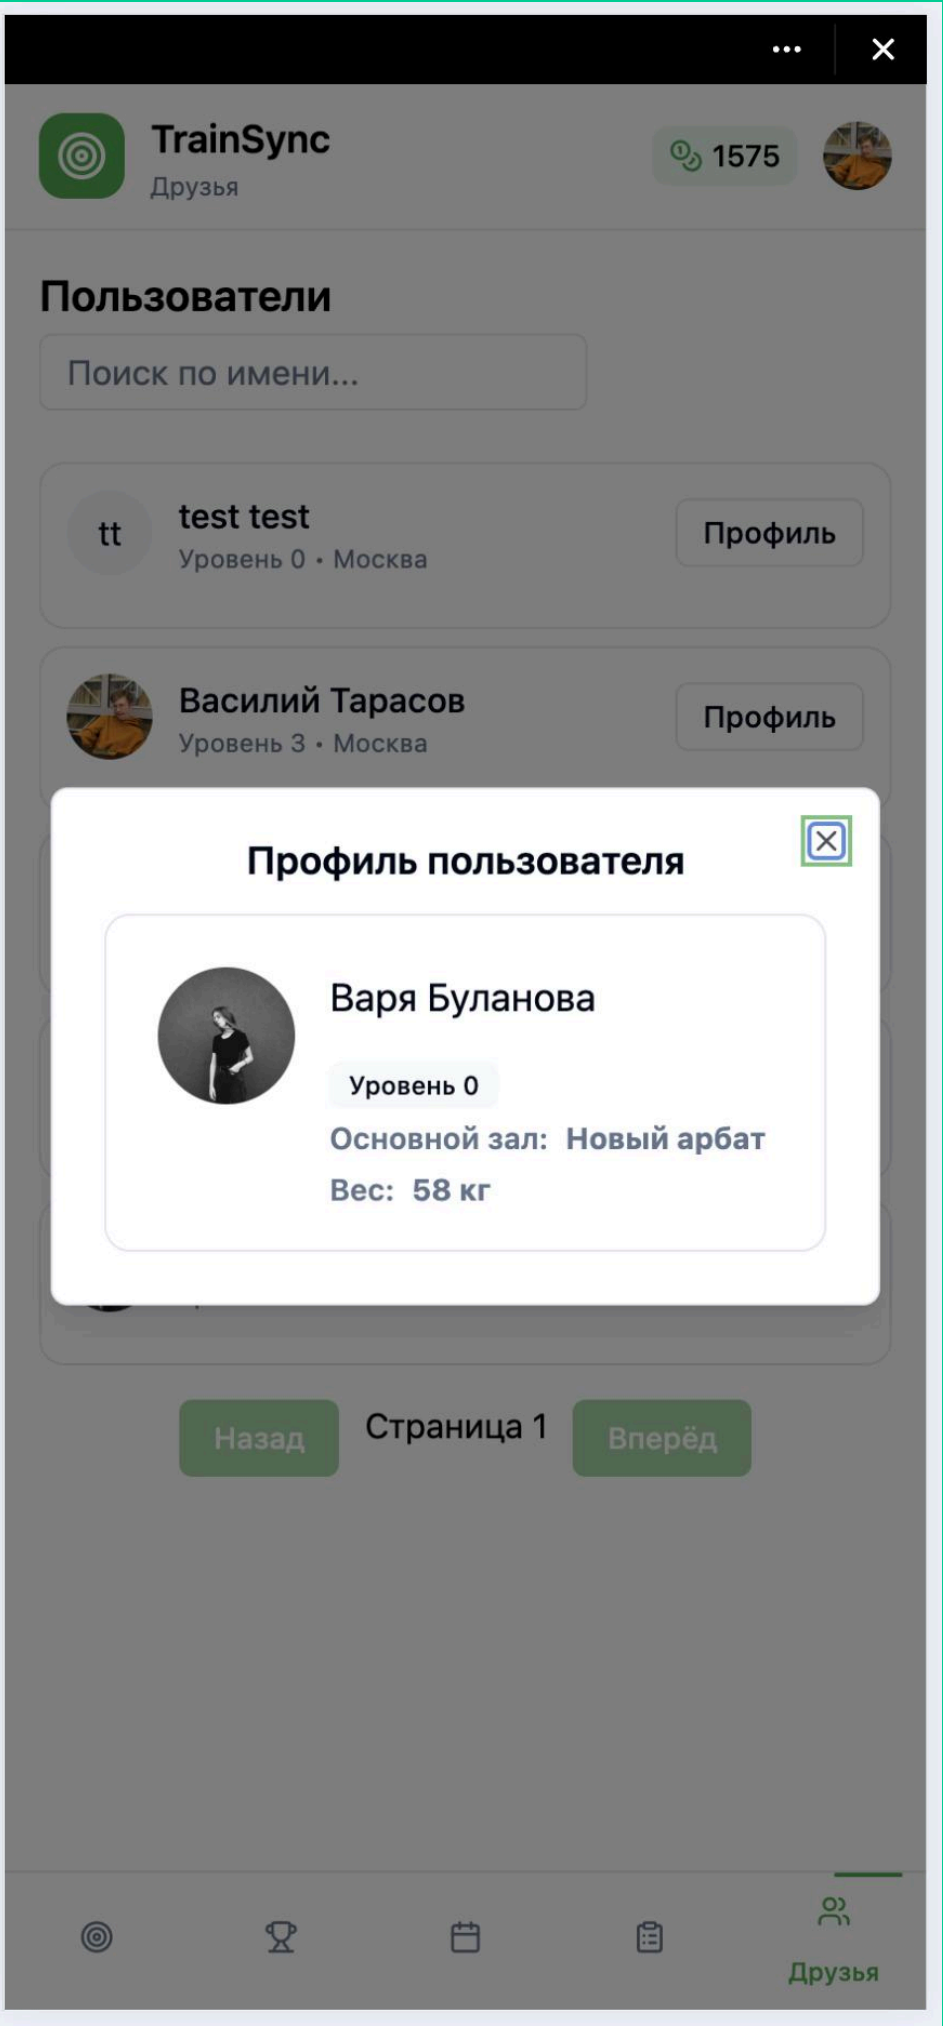 TrainSync
Друзья
1575
Пользователи
Поиск по имени...
tt
test test
Уровень 0 • Москва
Профиль
Василий Тарасов
Уровень 3 • Москва
Профиль
Профиль пользователя
Варя Буланова
Уровень 0
Основной зал: Новый арбат
Вес: 58 кг
Назад
Страница 1
Вперёд
Друзья